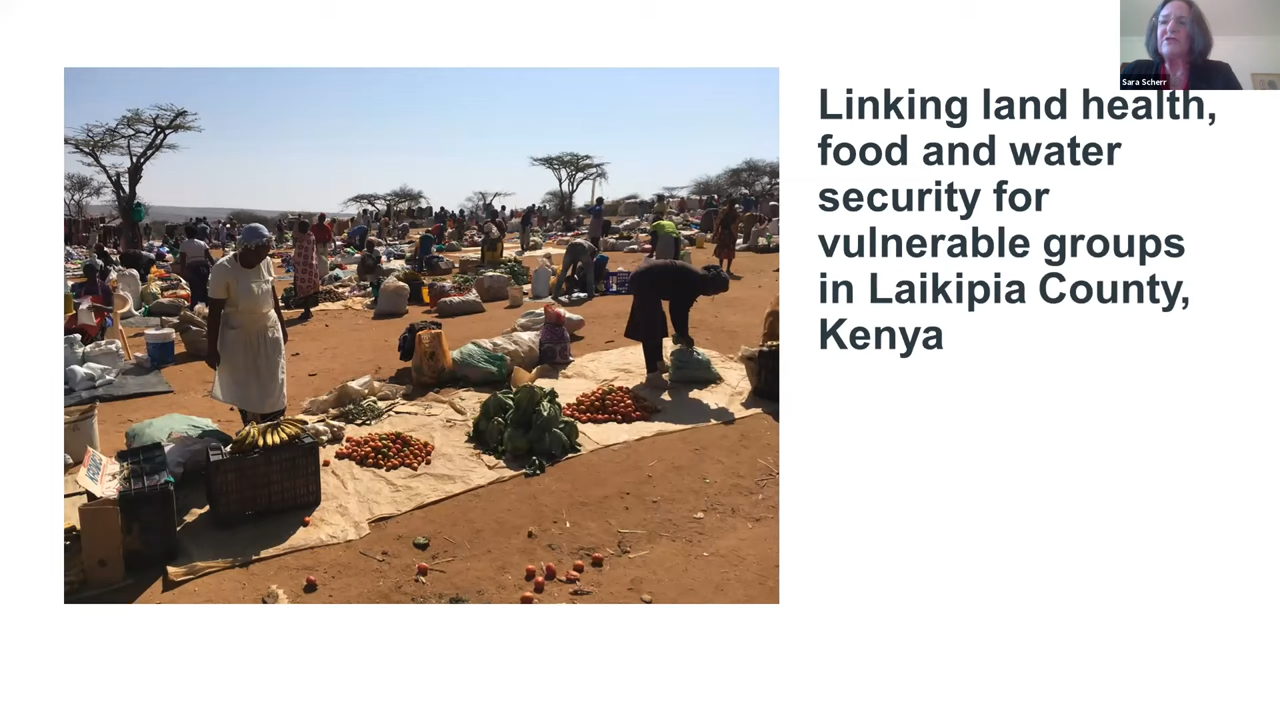 Sara Scherr
Linking land health,
food and water
security for
vulnerable groups
in Laikipia County,
Kenya